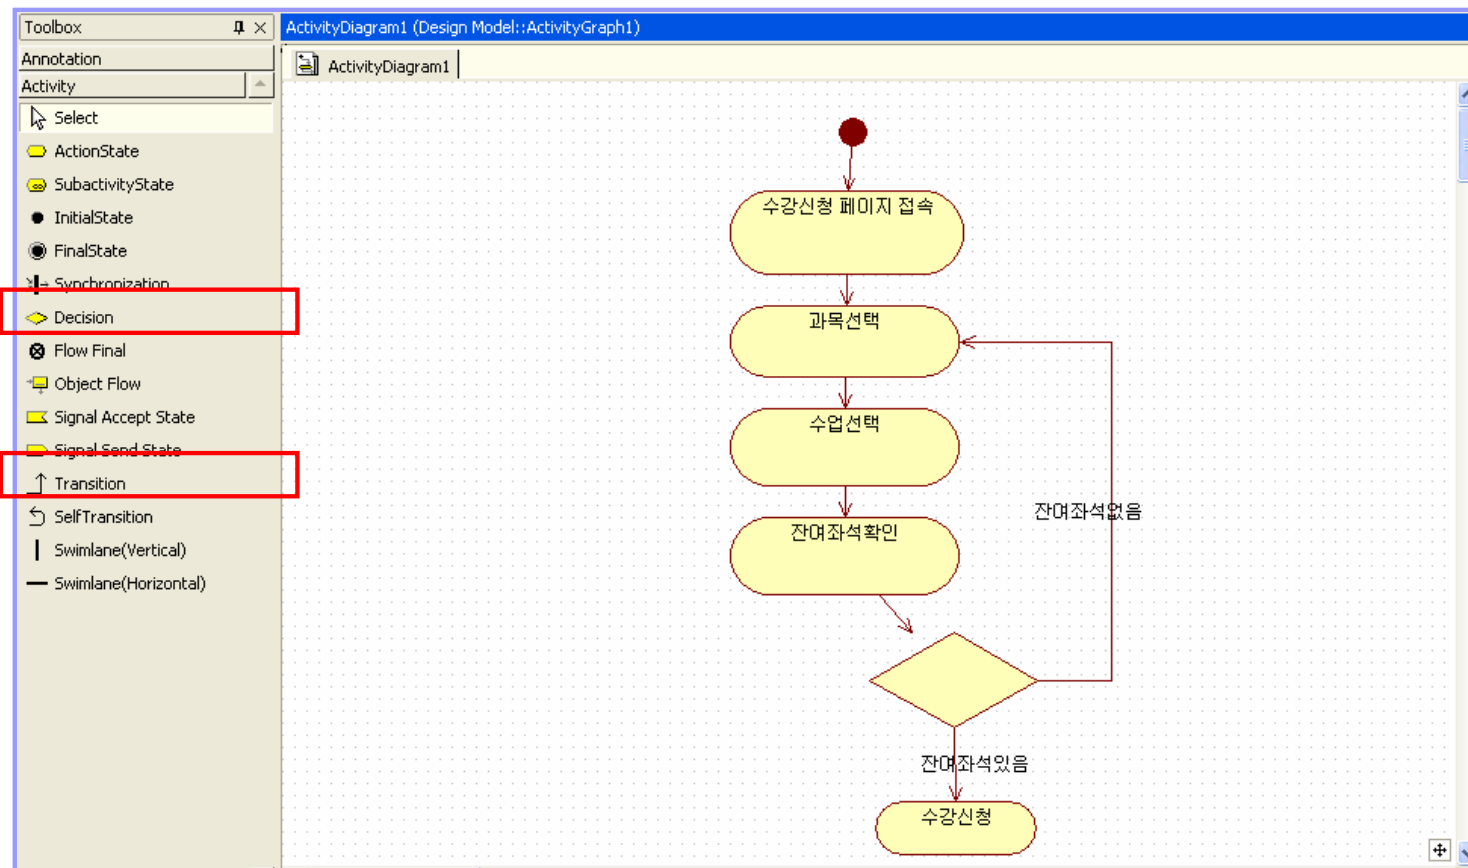 Toolbox
ActivityDiagram1 (Design Model::ActivityGraph1)
Annotation
ActivityDiagram1
Activity
Select
ActionState
SubactivityState
InitialState
FinalState
Synchronization
Decision
Flow Final
Object Flow
Signal Accept State
Signal Send State
Transition
SelfTransition
Swimlane(Vertical)
Swimlane(Horizontal)
수강신청 페이지 접속
과목선택
수업선택
잔여좌석없음
잔여좌석확인
잔여좌석있음
수강신청